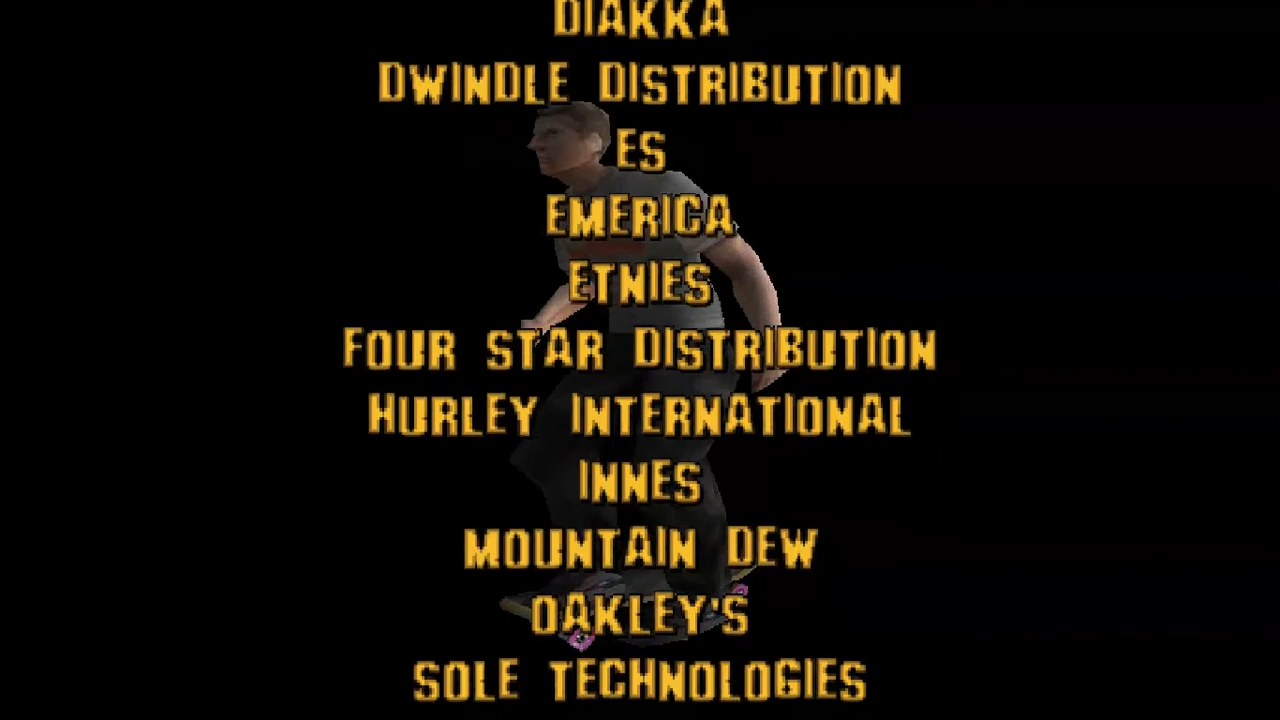 DIAKKA
DWINDLE DISTRIBUTION
ES
EMERICA
ETNIES
FOUR STAR DISTRIBUTION
HURLEY INTERNATIONAL
INNES
MOUNTAIN DEW
OAKLEY'S
SOLE TECHNOLOGIES